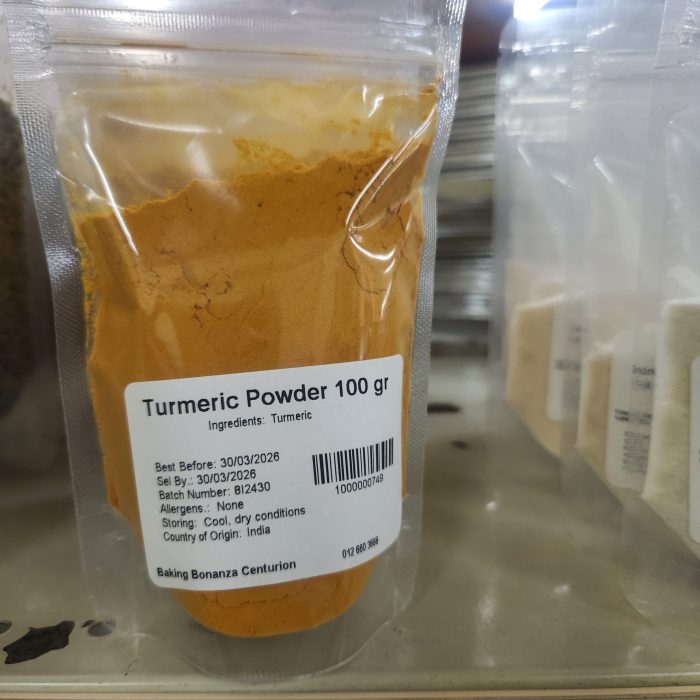 Turmeric Powder 100 gr
Ingredients: Turmeric
Best Before: 30/03/2026
Sel By.: 30/03/2026
Batch Number: 8I2430
Allergens.: None
Storing: Cool, dry conditions
Country of Origin: India
1000000749
012 660 3668
Baking Bonanza Centurion